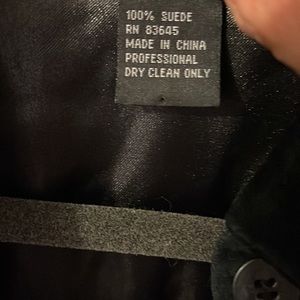 100% SUEDE
RN 83645
MADE IN CHINA
PROFESSIONAL
DRY CLEAN ONLY